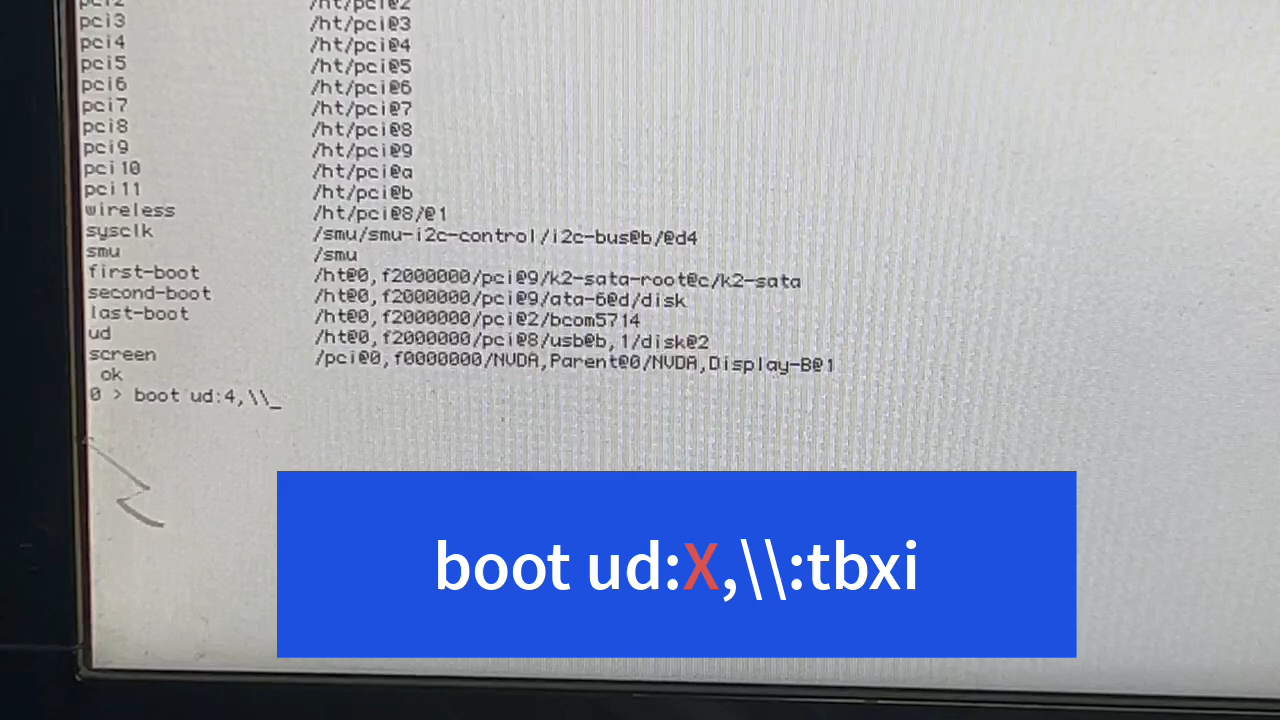 pci2 /ht/pci@2
pci3 /ht/pci@3
pci4 /ht/pci@4
pci5 /ht/pci@5
pci6 /ht/pci@6
pci7 /ht/pci@7
pci8 /ht/pci@8
pci9 /ht/pci@9
pci10 /ht/pci@a
pci11 /ht/pci@b
wireless /ht/pci@8/@1
sysclk /smu/smu-i2c-control/i2c-bus@b/@d4
smu /smu
first-boot /ht@0,f2000000/pci@9/k2-sata-root@c/k2-sata
second-boot /ht@0,f2000000/pci@9/ata-6@d/disk
last-boot /ht@0,f2000000/pci@2/bcom5714
ud /ht@0,f2000000/pci@8/usb@b,1/disk@2
screen /pci@0,f0000000/NVDA,Parent@0/NVDA,Display-B@1
ok
0 > boot ud:4,\\_
boot ud:X,\\:tbxi